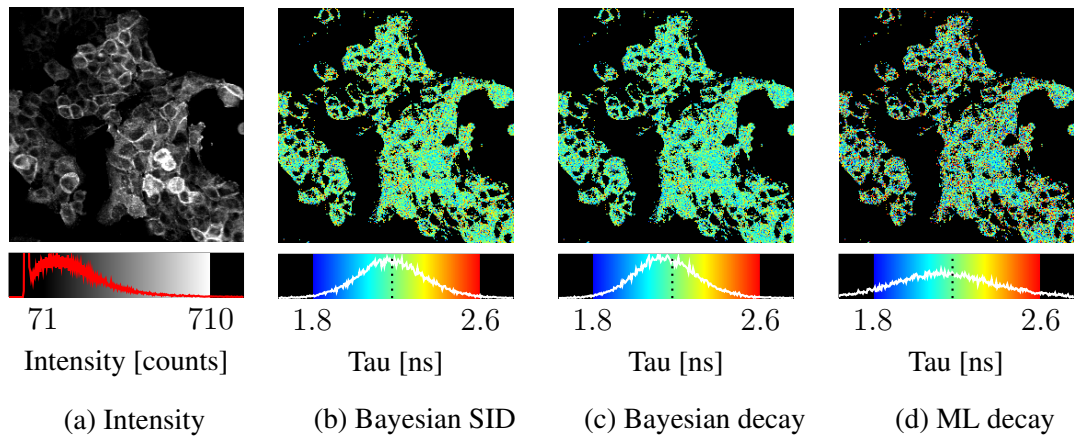 71 710 1.8 2.6 1.8 2.6 1.8 2.6
Intensity [counts] Tau [ns] Tau [ns] Tau [ns]
(a) Intensity (b) Bayesian SID (c) Bayesian decay (d) ML decay